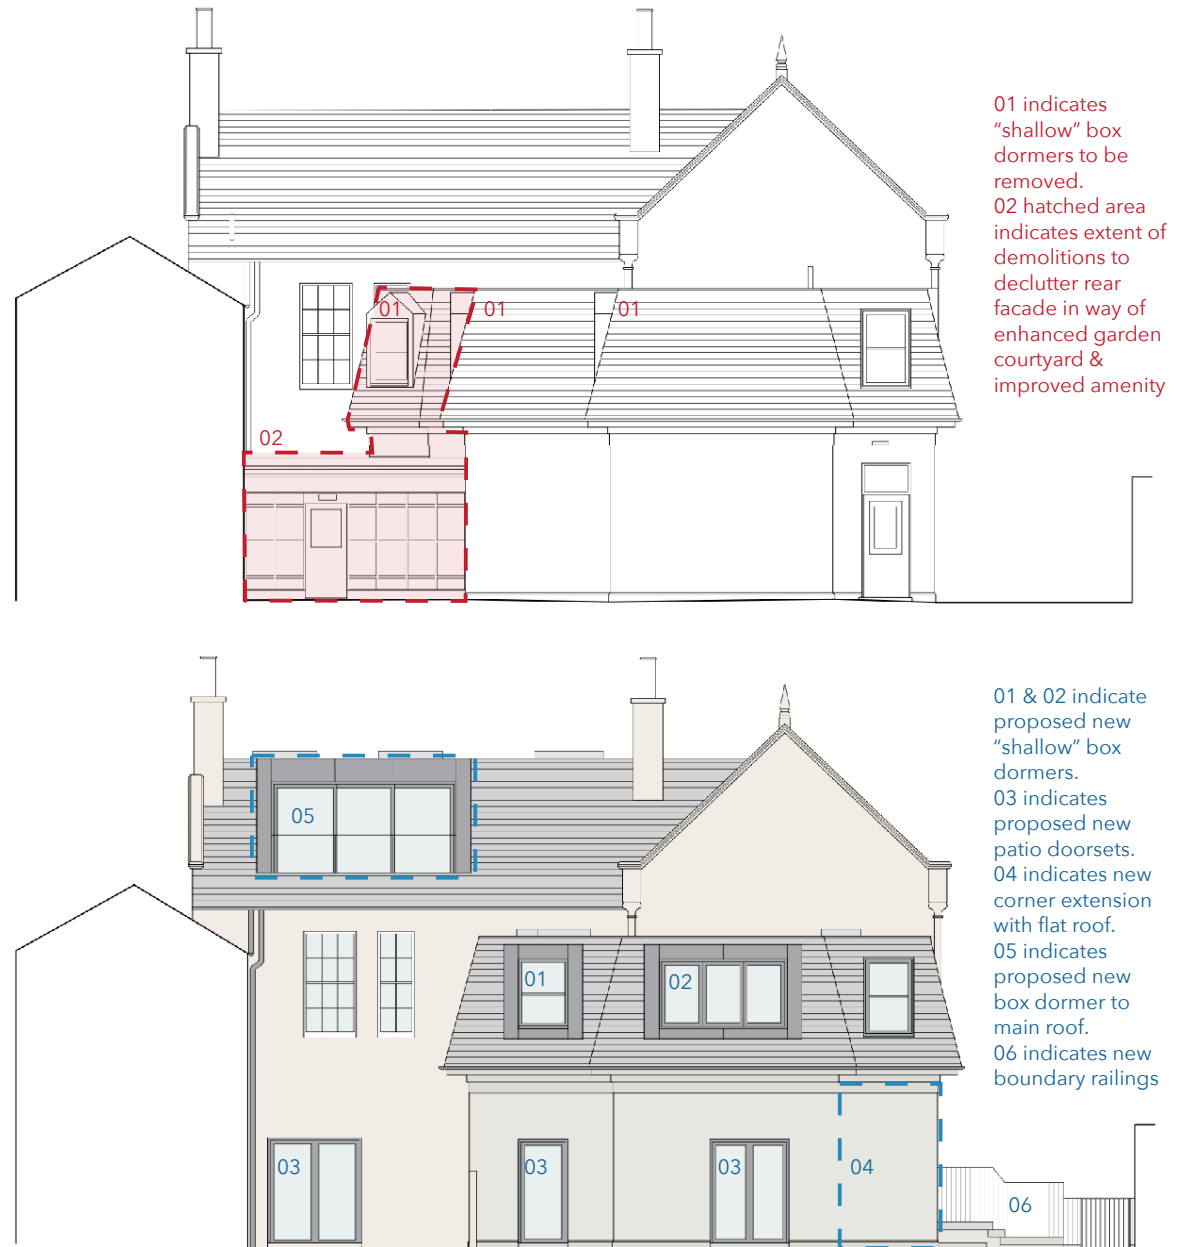 01 indicates
“shallow” box
dormers to be
removed.
02 hatched area
indicates extent of
demolitions to
declutter rear
facade in way of
enhanced garden
courtyard &
improved amenity
01
01
01
02
01 & 02 indicate
proposed new
“shallow” box
dormers.
03 indicates
proposed new
patio doorsets.
04 indicates new
corner extension
with flat roof.
05 indicates
proposed new
box dormer to
main roof.
06 indicates new
boundary railings
05
01
02
03
03
03
04
06